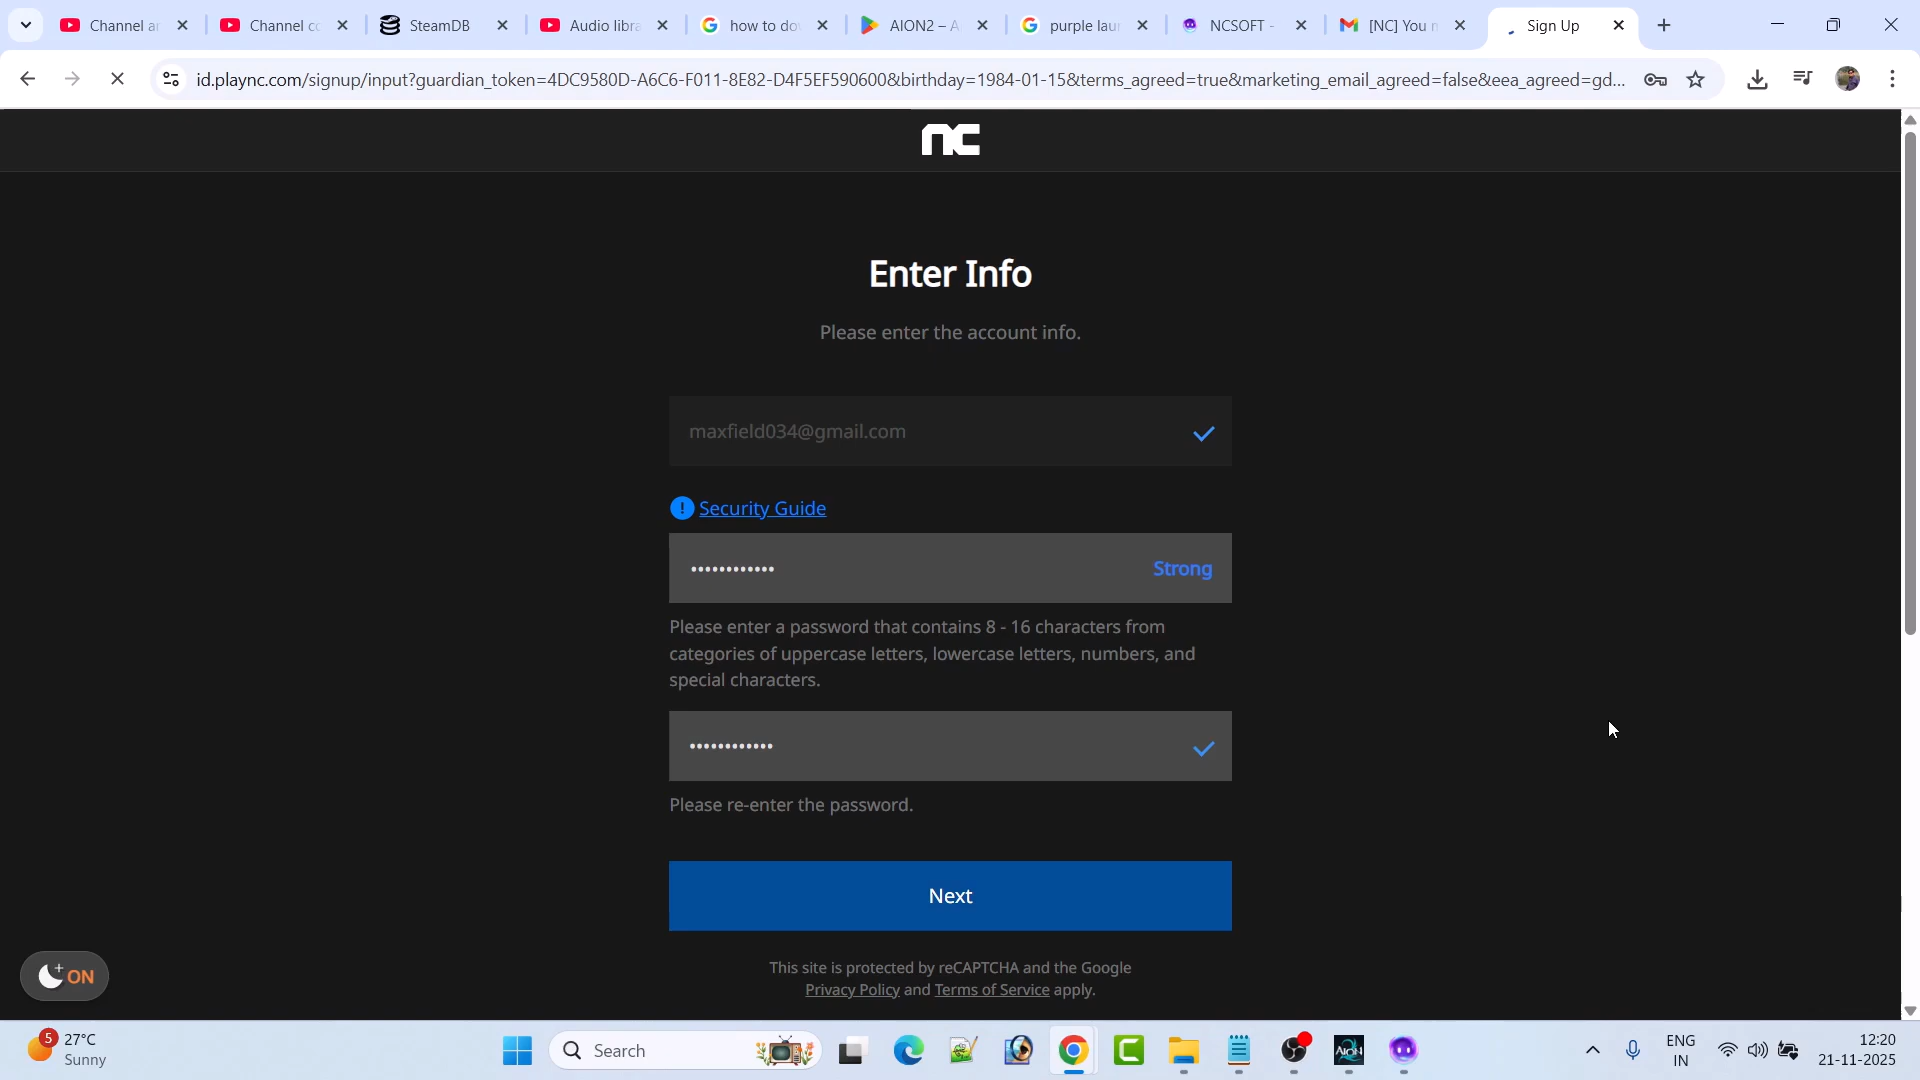 Channel ar
Channel co
SteamDB
Audio libra
how to do
AION2 – A
purple lau
NCSOFT -
[NC] You n
Sign Up
id.plaync.com/signup/input?guardian_token=4DC9580D-A6C6-F011-8E82-D4F5EF590600&birthday=1984-01-15&terms_agreed=true&marketing_email_agreed=false&eea_agreed=gd...
nc
Enter Info
Please enter the account info.
maxfield034@gmail.com
! Security Guide
•••••••••••• Strong
Please enter a password that contains 8 - 16 characters from
categories of uppercase letters, lowercase letters, numbers, and
special characters.
••••••••••••
Please re-enter the password.
Next
This site is protected by reCAPTCHA and the Google
Privacy Policy and Terms of Service apply.
ON
5
27°C
Sunny
Search
AION
ENG
IN
12:20
21-11-2025